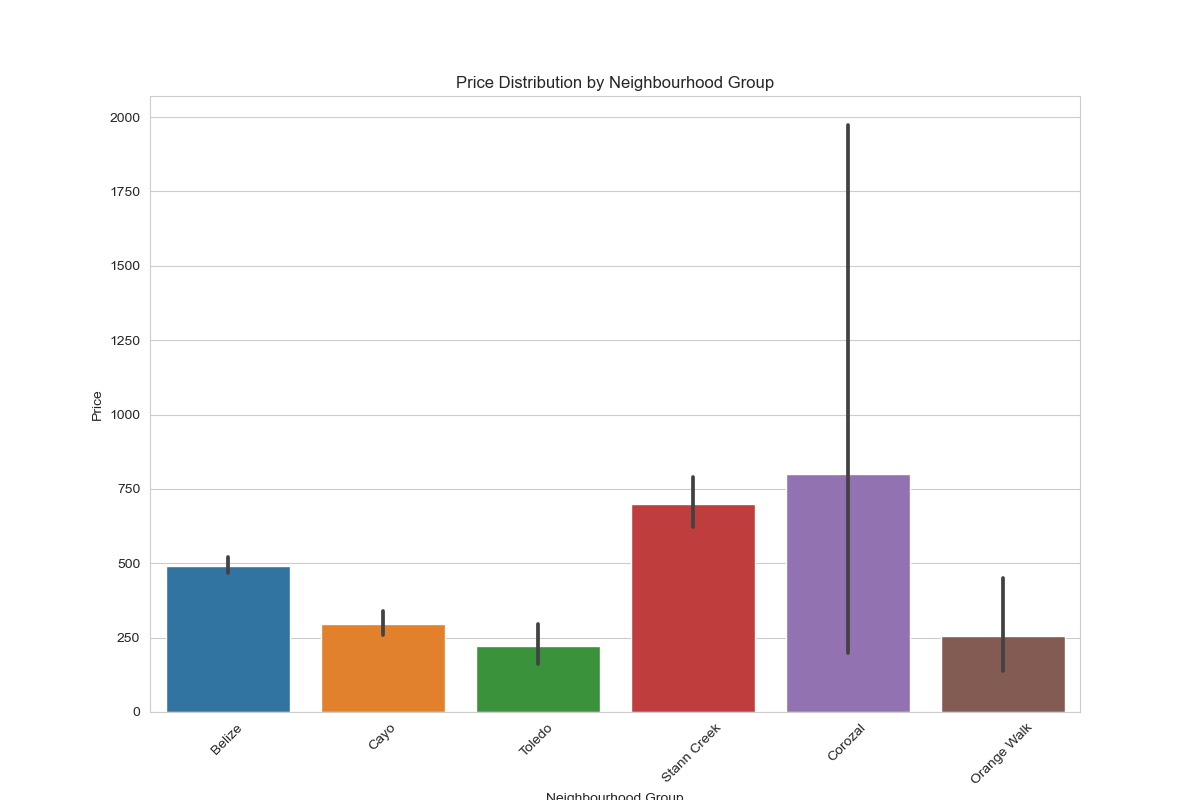 Price Distribution by Neighbourhood Group
2000
1750
1500
1250
1000
750
500
250
0
Price
Belize
Cayo
Toledo
Stann Creek
Corozal
Orange Walk
Neighbourhood Group